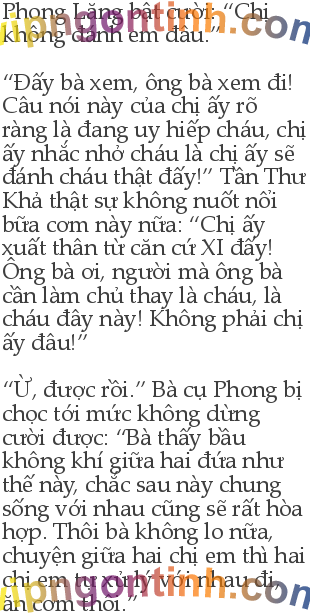 Phong Lăng bật cười: “Chị
không đánh em đâu.”
“Đấy bà xem, ông bà xem đi!
Câu nói này của chị ấy rõ
ràng là đang uy hiếp cháu, chị
ấy nhắc nhở cháu là chị ấy sẽ
đánh cháu thật đấy!” Tần Thư
Khả thật sự không nuốt nổi
bữa cơm này nữa: “Chị ấy
xuất thân từ căn cứ XI đấy!
Ông bà ơi, người mà ông bà
cần làm chủ thay là cháu, là
cháu đây này! Không phải chị
ấy đâu!”
“Ừ, được rồi.” Bà cụ Phong bị
chọc tới mức không dừng
cười được: “Bà thấy bầu
không khí giữa hai đứa như
thế này, chắc sau này chung
sống với nhau cũng sẽ rất hòa
hợp. Thôi bà không lo nữa,
chuyện giữa hai chị em thì hai
chị em tự xử lý với nhau đi,
ăn cơm thôi.”
vipngontinh.com
vipngontinh.com